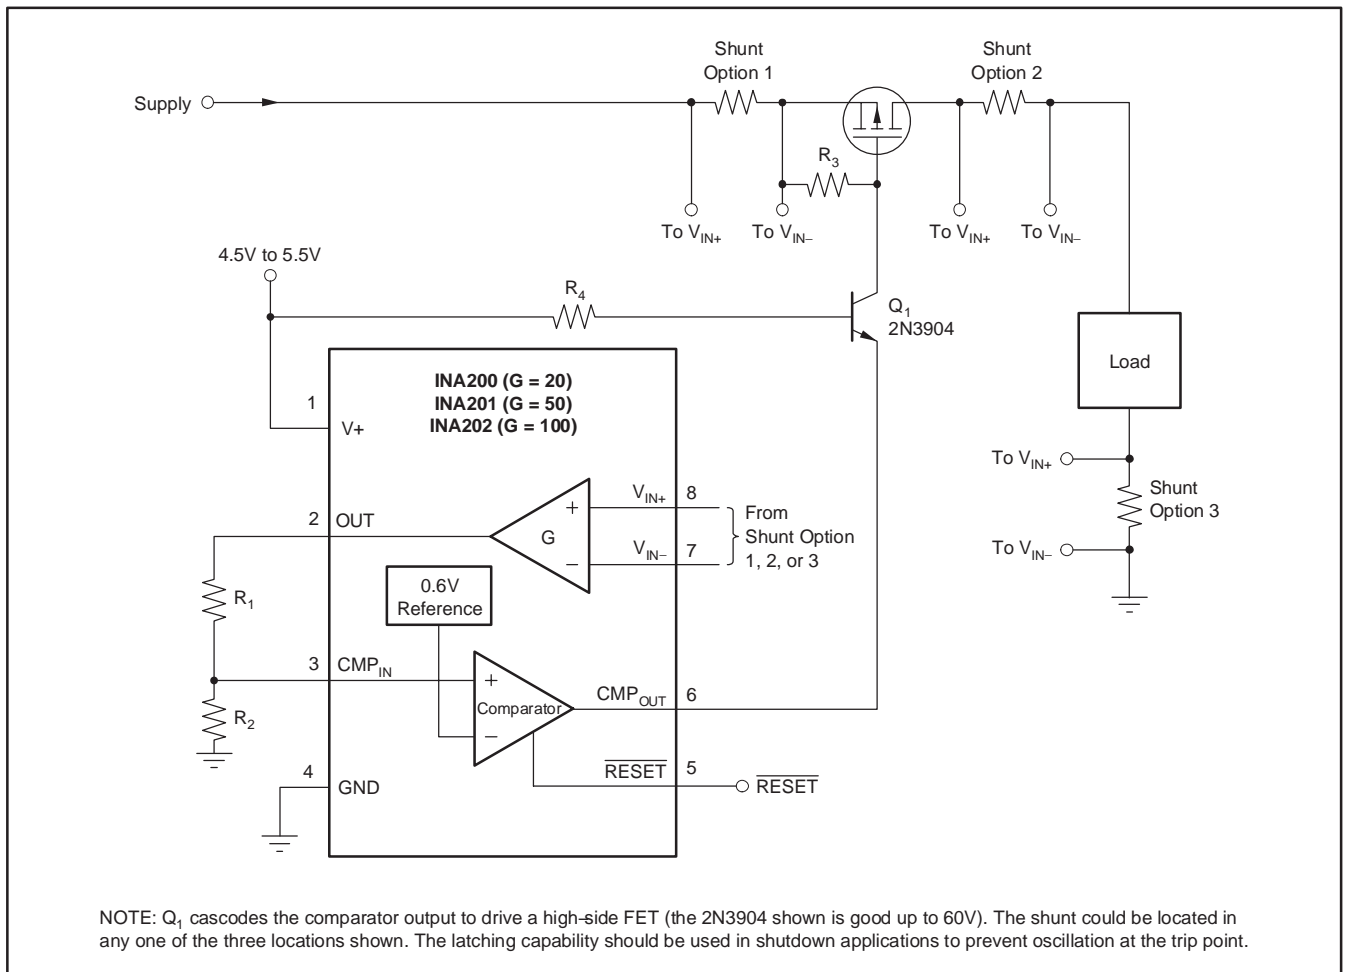 Shunt
Option 1
Shunt
Option 2
Supply
R3
To VIN+
To VIN–
To VIN+
To VIN–
4.5V to 5.5V
R4
Q1
2N3904
INA200 (G = 20)
INA201 (G = 50)
INA202 (G = 100)
Load
1
V+
To VIN+
VIN+
8
+
From
Shunt Option
1, 2, or 3
Shunt
Option 3
2
OUT
G
VIN–
7
–
To VIN–
0.6V
Reference
R1
3
CMPIN
+
Comparator
–
CMPOUT
6
R2
4
GND
RESET
5
RESET
NOTE: Q1 cascodes the comparator output to drive a high–side FET (the 2N3904 shown is good up to 60V). The shunt could be located in
any one of the three locations shown. The latching capability should be used in shutdown applications to prevent oscillation at the trip point.